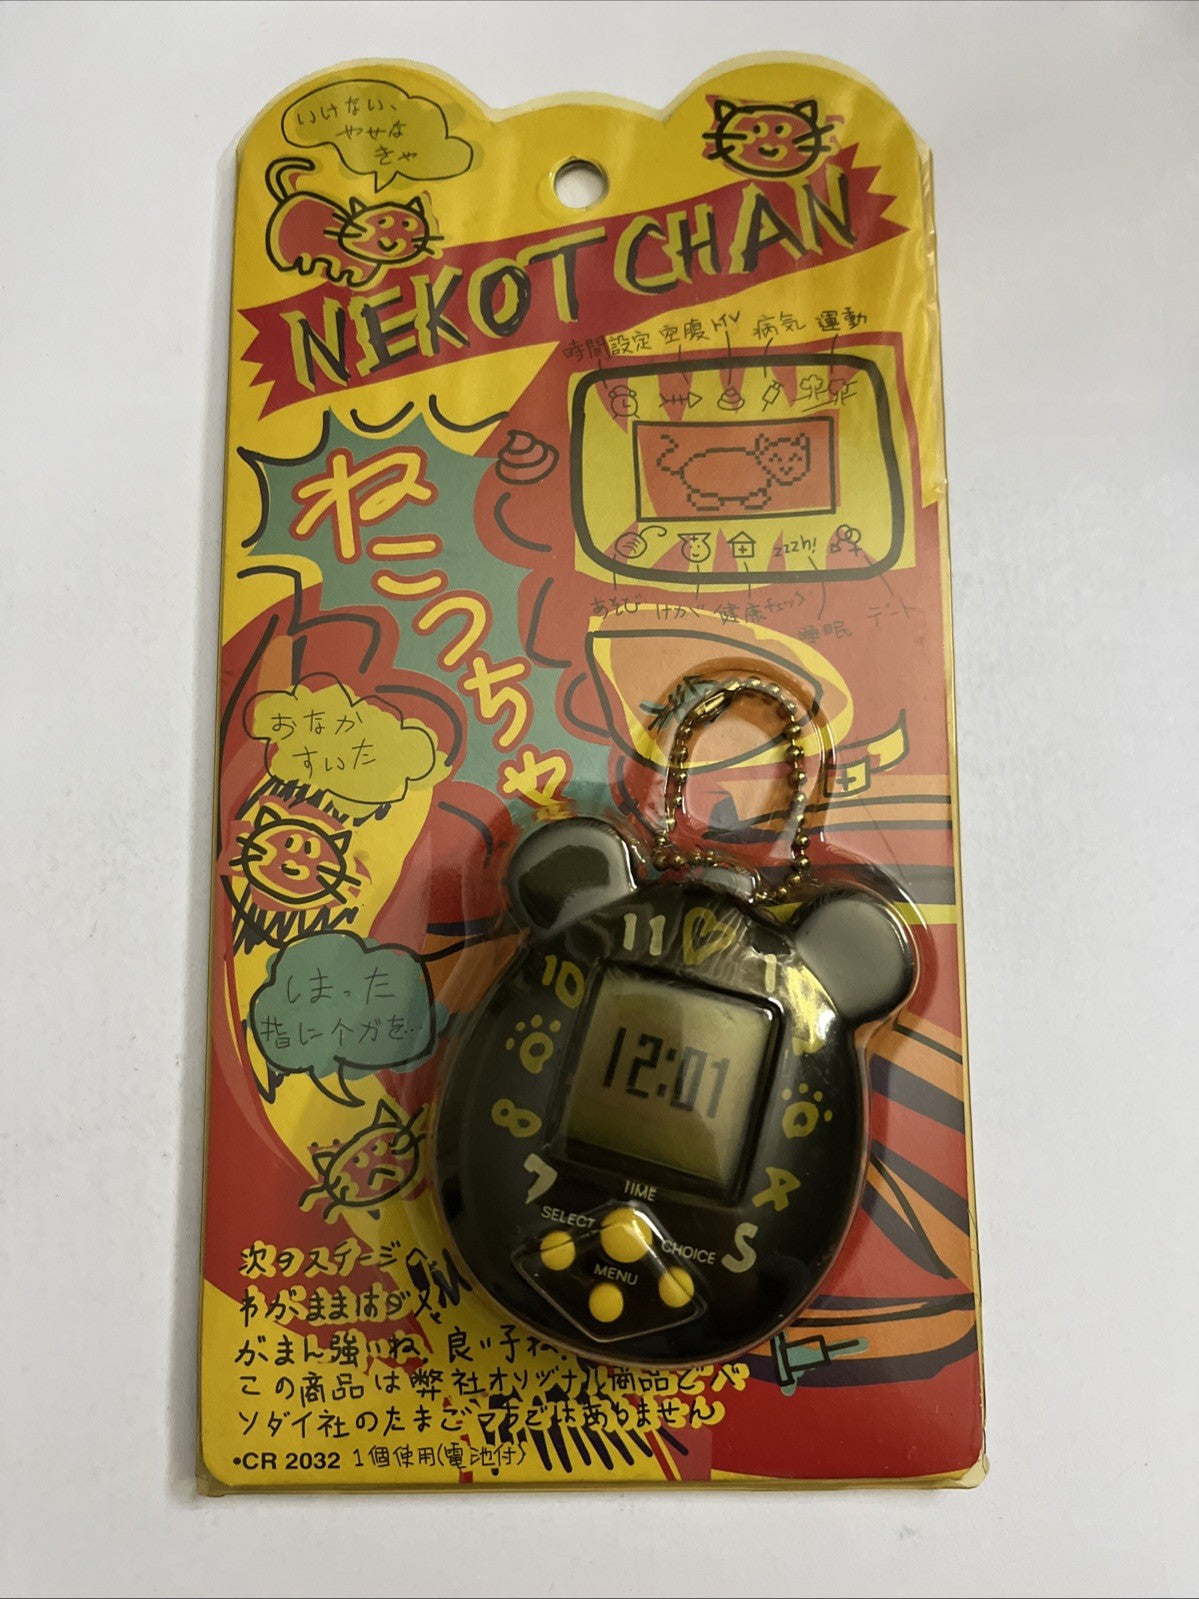 いけない、
やせな
きゃ
NEKOTCHAN
時間設定 空腹 トイレ 病気 運動
zzzh!
あそび けが 健康チェック
睡眠 デート
ねこっちゃ
おなか
すいた
しまった
指に个ガを…
11
10 1
12:01
8
7 4
TIME
SELECT
CHOICE 5
MENU
次のステージへ
わがままはダメ
がまん強いね、良い子ね
この商品は弊社オリヅナル商品でバ
ソダイ社のたまごっちではありません
•CR 2032 1個使用(電池付)